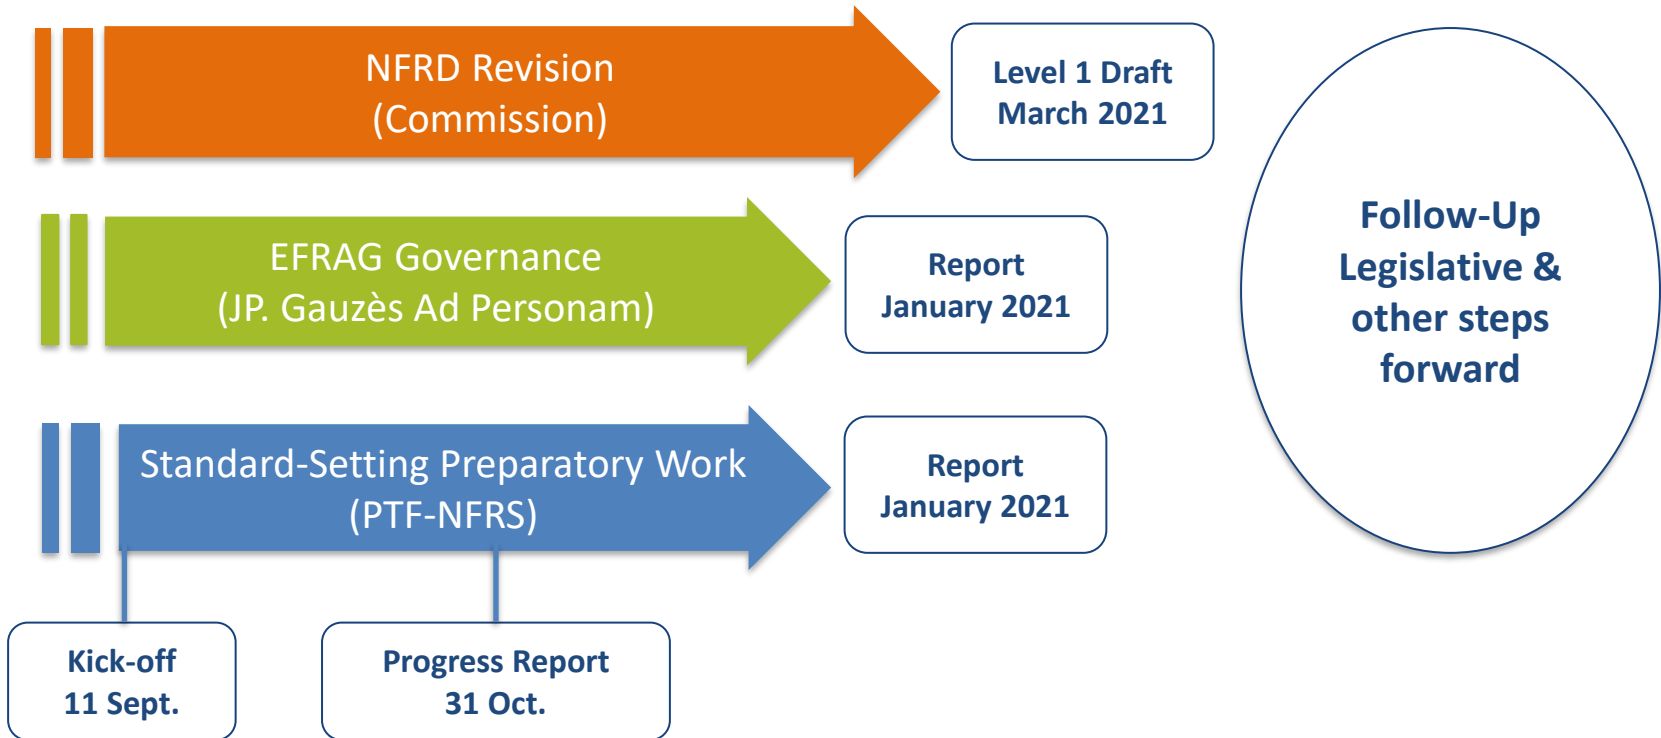 NFRD Revision
(Commission)
Level 1 Draft
March 2021
EFRAG Governance
(JP. Gauzès Ad Personam)
Report
January 2021
Standard-Setting Preparatory Work
(PTF-NFRS)
Report
January 2021
Kick-off
11 Sept.
Progress Report
31 Oct.
Follow-Up
Legislative &
other steps
forward